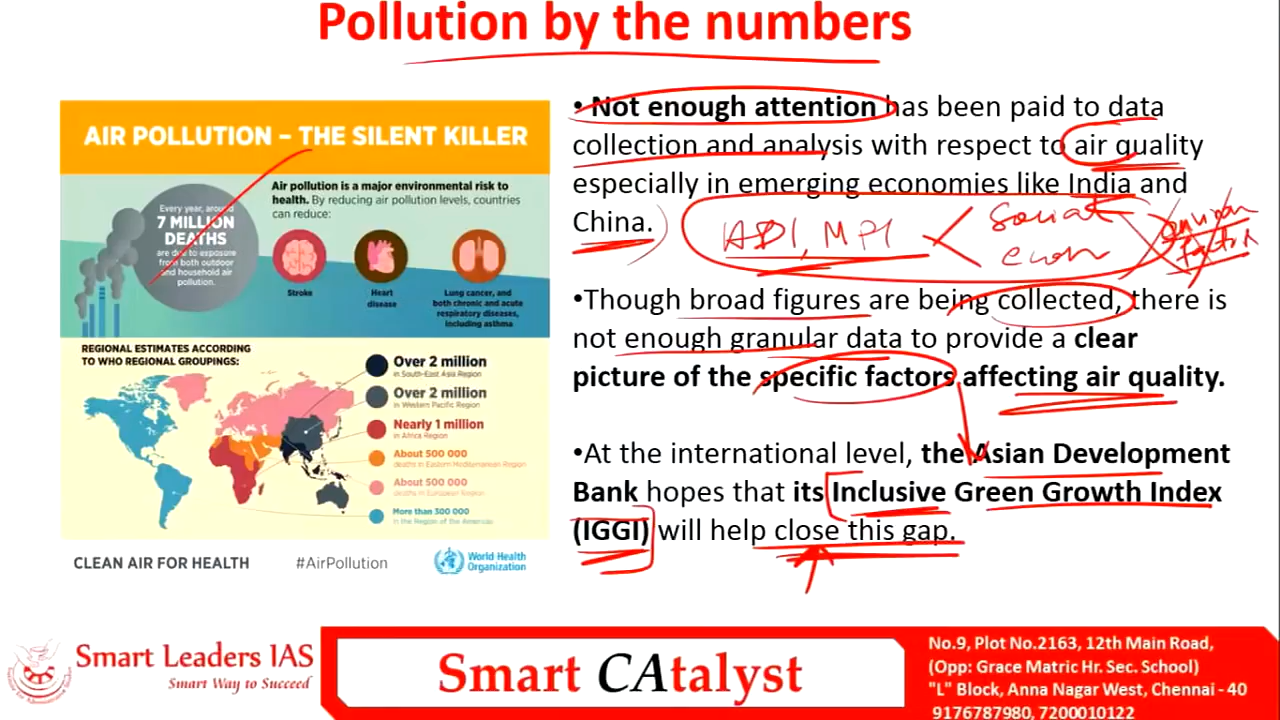 Pollution by the numbers
AIR POLLUTION – THE SILENT KILLER
Every year, around
7 MILLION
DEATHS
are due to exposure
from both outdoor
and household air
pollution.
Air pollution is a major environmental risk to
health. By reducing air pollution levels, countries
can reduce:
Stroke
Heart
disease
Lung cancer, and
both chronic and acute
respiratory diseases,
including asthma
REGIONAL ESTIMATES ACCORDING
TO WHO REGIONAL GROUPINGS:
Over 2 million
in South-East Asia Region
Over 2 million
in Western Pacific Region
Nearly 1 million
in Africa Region
About 500 000
deaths in Eastern Mediterranean Region
About 500 000
deaths in European Region
More than 300 000
in the Region of the Americas
CLEAN AIR FOR HEALTH
#AirPollution
World Health
Organization
•Not enough attention has been paid to data
collection and analysis with respect to air quality
especially in emerging economies like India and
China.
MPI
Social
•Though broad figures are being collected, there is
not enough granular data to provide a clear
picture of the specific factors affecting air quality.
•At the international level, the Asian Development
Bank hopes that its Inclusive Green Growth Index
(IGGI) will help close this gap.
Smart Leaders IAS
Smart Way to Succeed
Smart CAtalyst
No.9, Plot No.2163, 12th Main Road,
(Opp: Grace Matric Hr. Sec. School)
"L" Block, Anna Nagar West, Chennai - 40
9176787980, 7200010122